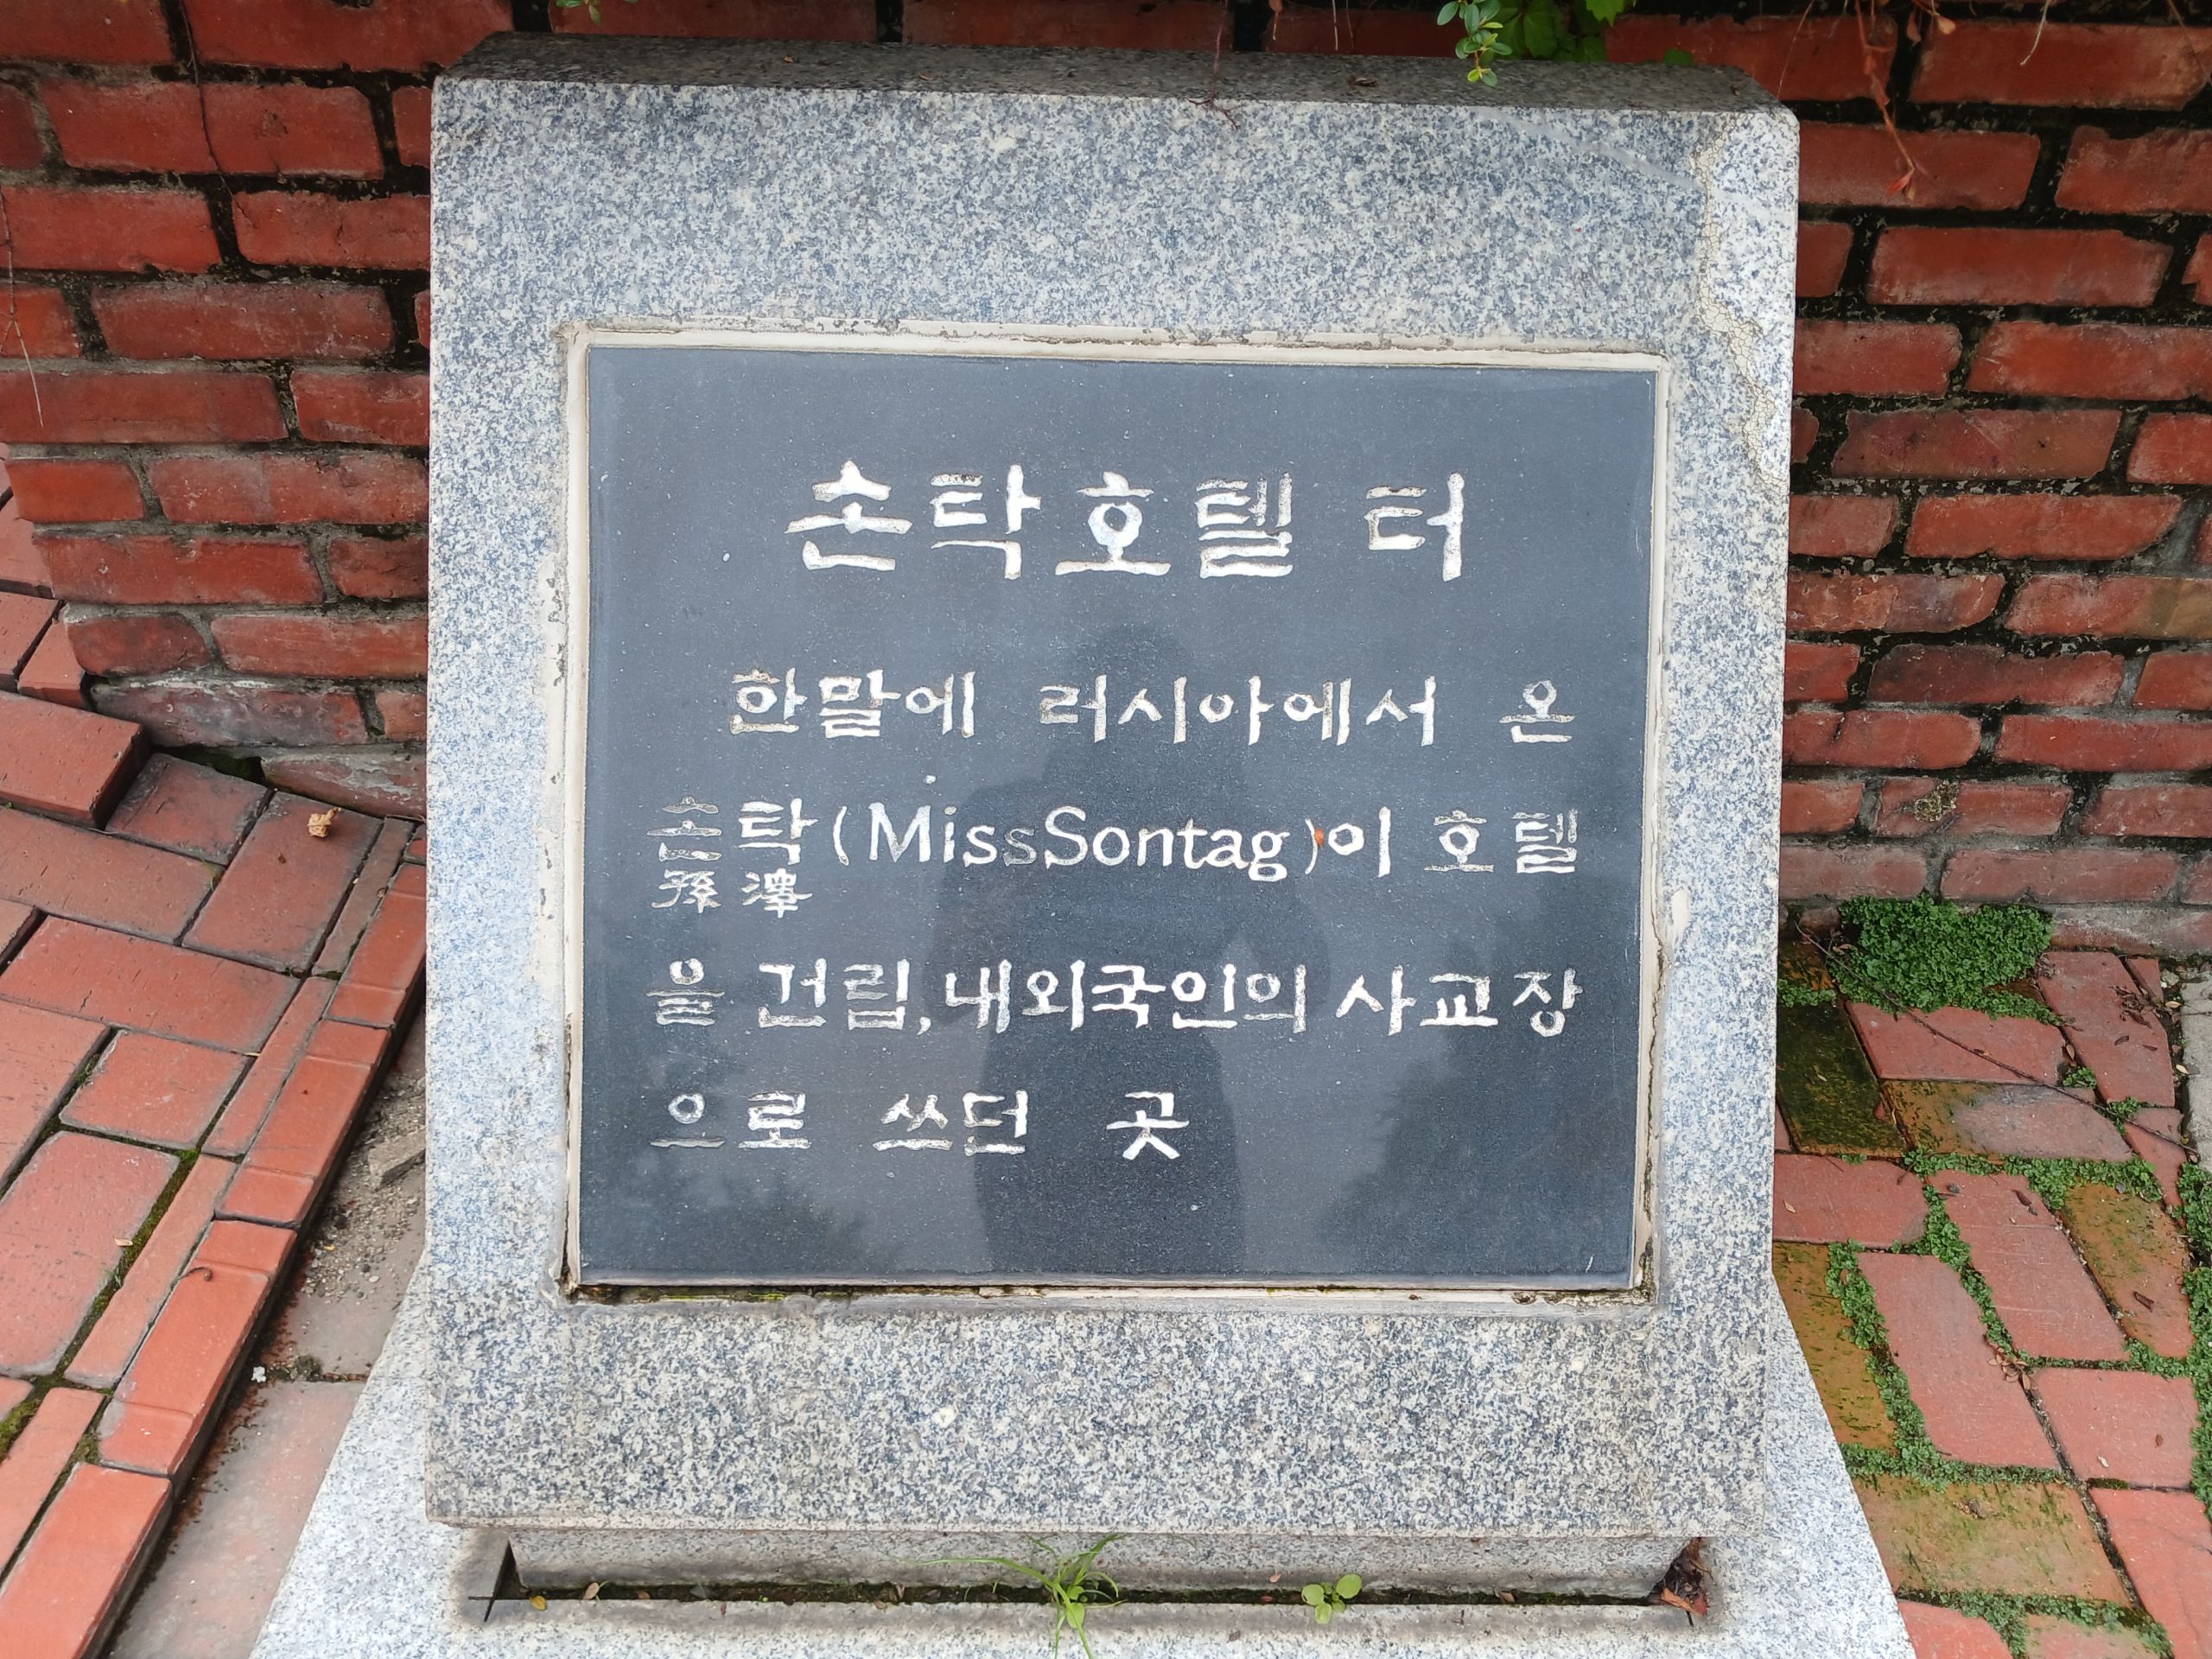 손탁호텔 터
한말에 러시아에서 온
손탁(MissSontag)이 호텔
孫澤
을 건립,내외국인의 사교장
으로 쓰던 곳